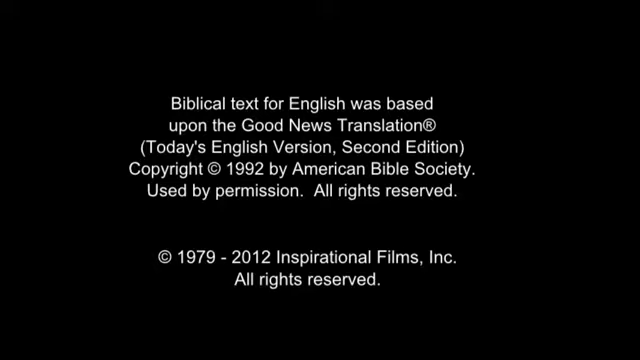 Biblical text for English was based
upon the Good News Translation®
(Today's English Version, Second Edition)
Copyright © 1992 by American Bible Society.
Used by permission.  All rights reserved.
© 1979 - 2012 Inspirational Films, Inc.
All rights reserved.